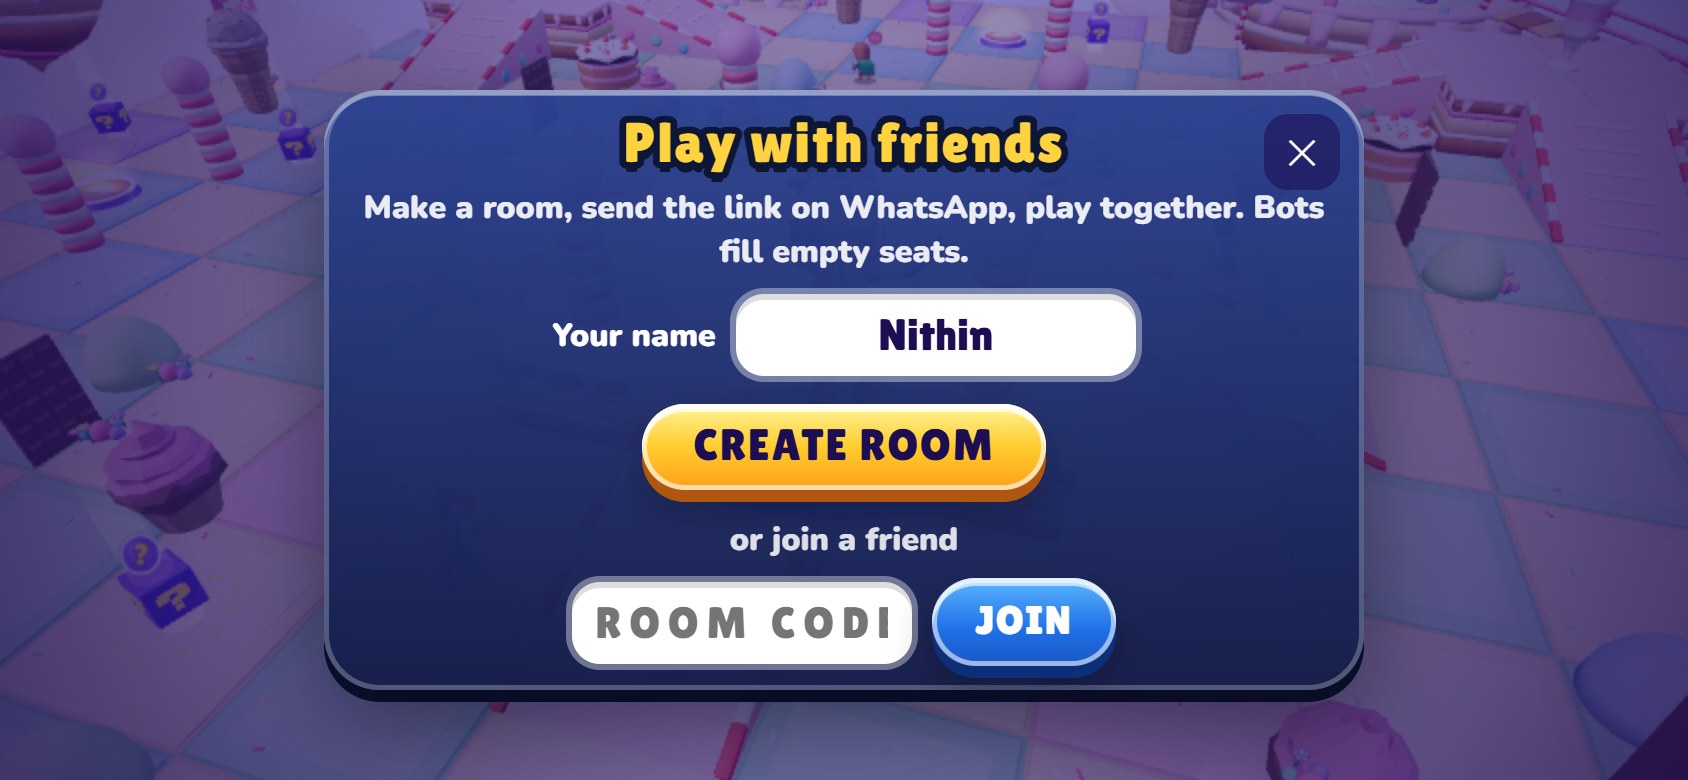 Play with friends
Make a room, send the link on WhatsApp, play together. Bots
fill empty seats.
Your name
Nithin
CREATE ROOM
or join a friend
ROOM COD
JOIN
?
?
?
?
?
?